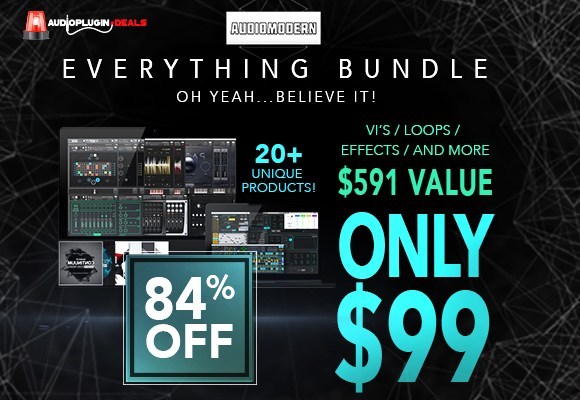 AUDIOPLUGIN.DEALS
AUDIOMODERN
EVERYTHING BUNDLE
OH YEAH...BELIEVE IT!
VI'S / LOOPS /
EFFECTS / AND MORE
20+
UNIQUE
PRODUCTS!
$591 VALUE
ONLY
$99
CONTINUUM
84%
OFF